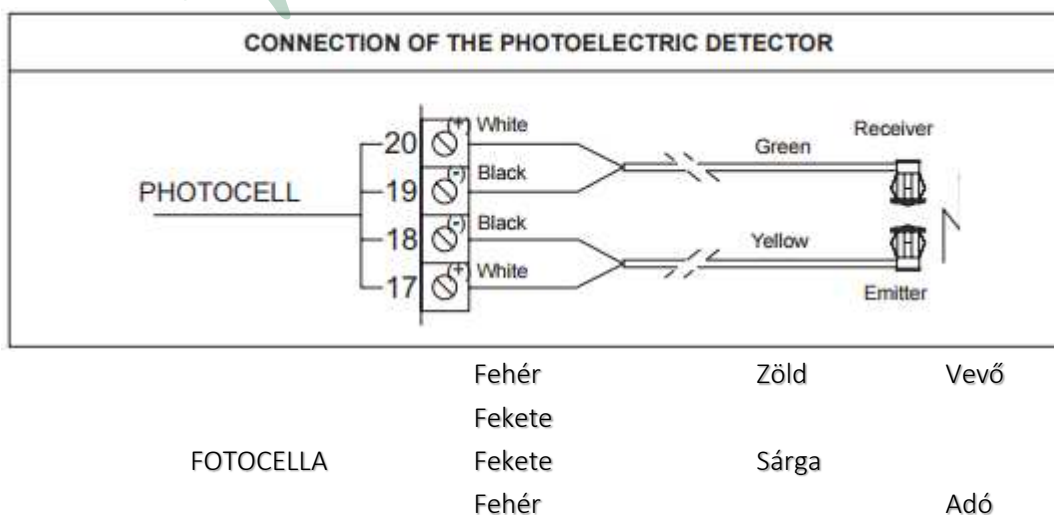 CONNECTION OF THE PHOTOELECTRIC DETECTOR
20 (+) White
Green
Receiver
PHOTOCELL
19 (-) Black
18 (-) Black
Yellow
17 (+) White
Emitter
Fehér Zöld Vevő
Fekete
FOTOCELLA Fekete Sárga
Fehér Adó